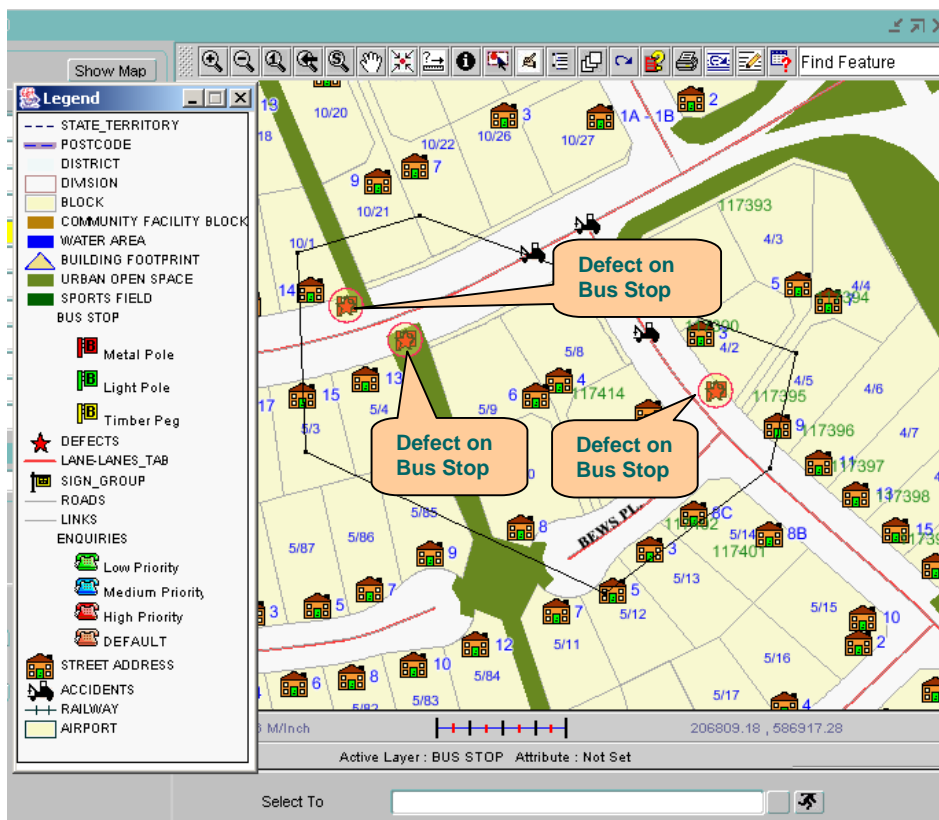 Show Map
Find Feature
Legend
STATE_TERRITORY
POSTCODE
DISTRICT
DIVISION
BLOCK
COMMUNITY FACILITY BLOCK
WATER AREA
BUILDING FOOTPRINT
URBAN OPEN SPACE
SPORTS FIELD
BUS STOP
Metal Pole
Light Pole
Timber Peg
DEFECTS
LANE-LANES_TAB
SIGN_GROUP
ROADS
LINKS
ENQUIRIES
Low Priority
Medium Priority
High Priority
DEFAULT
STREET ADDRESS
ACCIDENTS
RAILWAY
AIRPORT
19
18
10/20
3
10/26
1A - 1B
2
10/22
10/27
7
9
10/21
117393
10/1
4/3
Defect on
Bus Stop
14
5
4/4
7
3
4/2
5/8
15
13
6
4
117414
4/5
4/6
17
5/4
5/9
117395
5/3
Defect on
Bus Stop
Defect on
Bus Stop
9
117396
4/7
11
117397
13
117398
5/85
8C
8
BEWS PL.
5/14
8B
15
5/87
5/86
9
3
117401
5/13
7
5
5
3
7
5/12
5/15
10
12
5/11
2
10
5/84
5/16
6
8
5/82
5/83
5/17
4
M/Inch
206809.18 , 586917.28
Active Layer : BUS STOP Attribute : Not Set
Select To